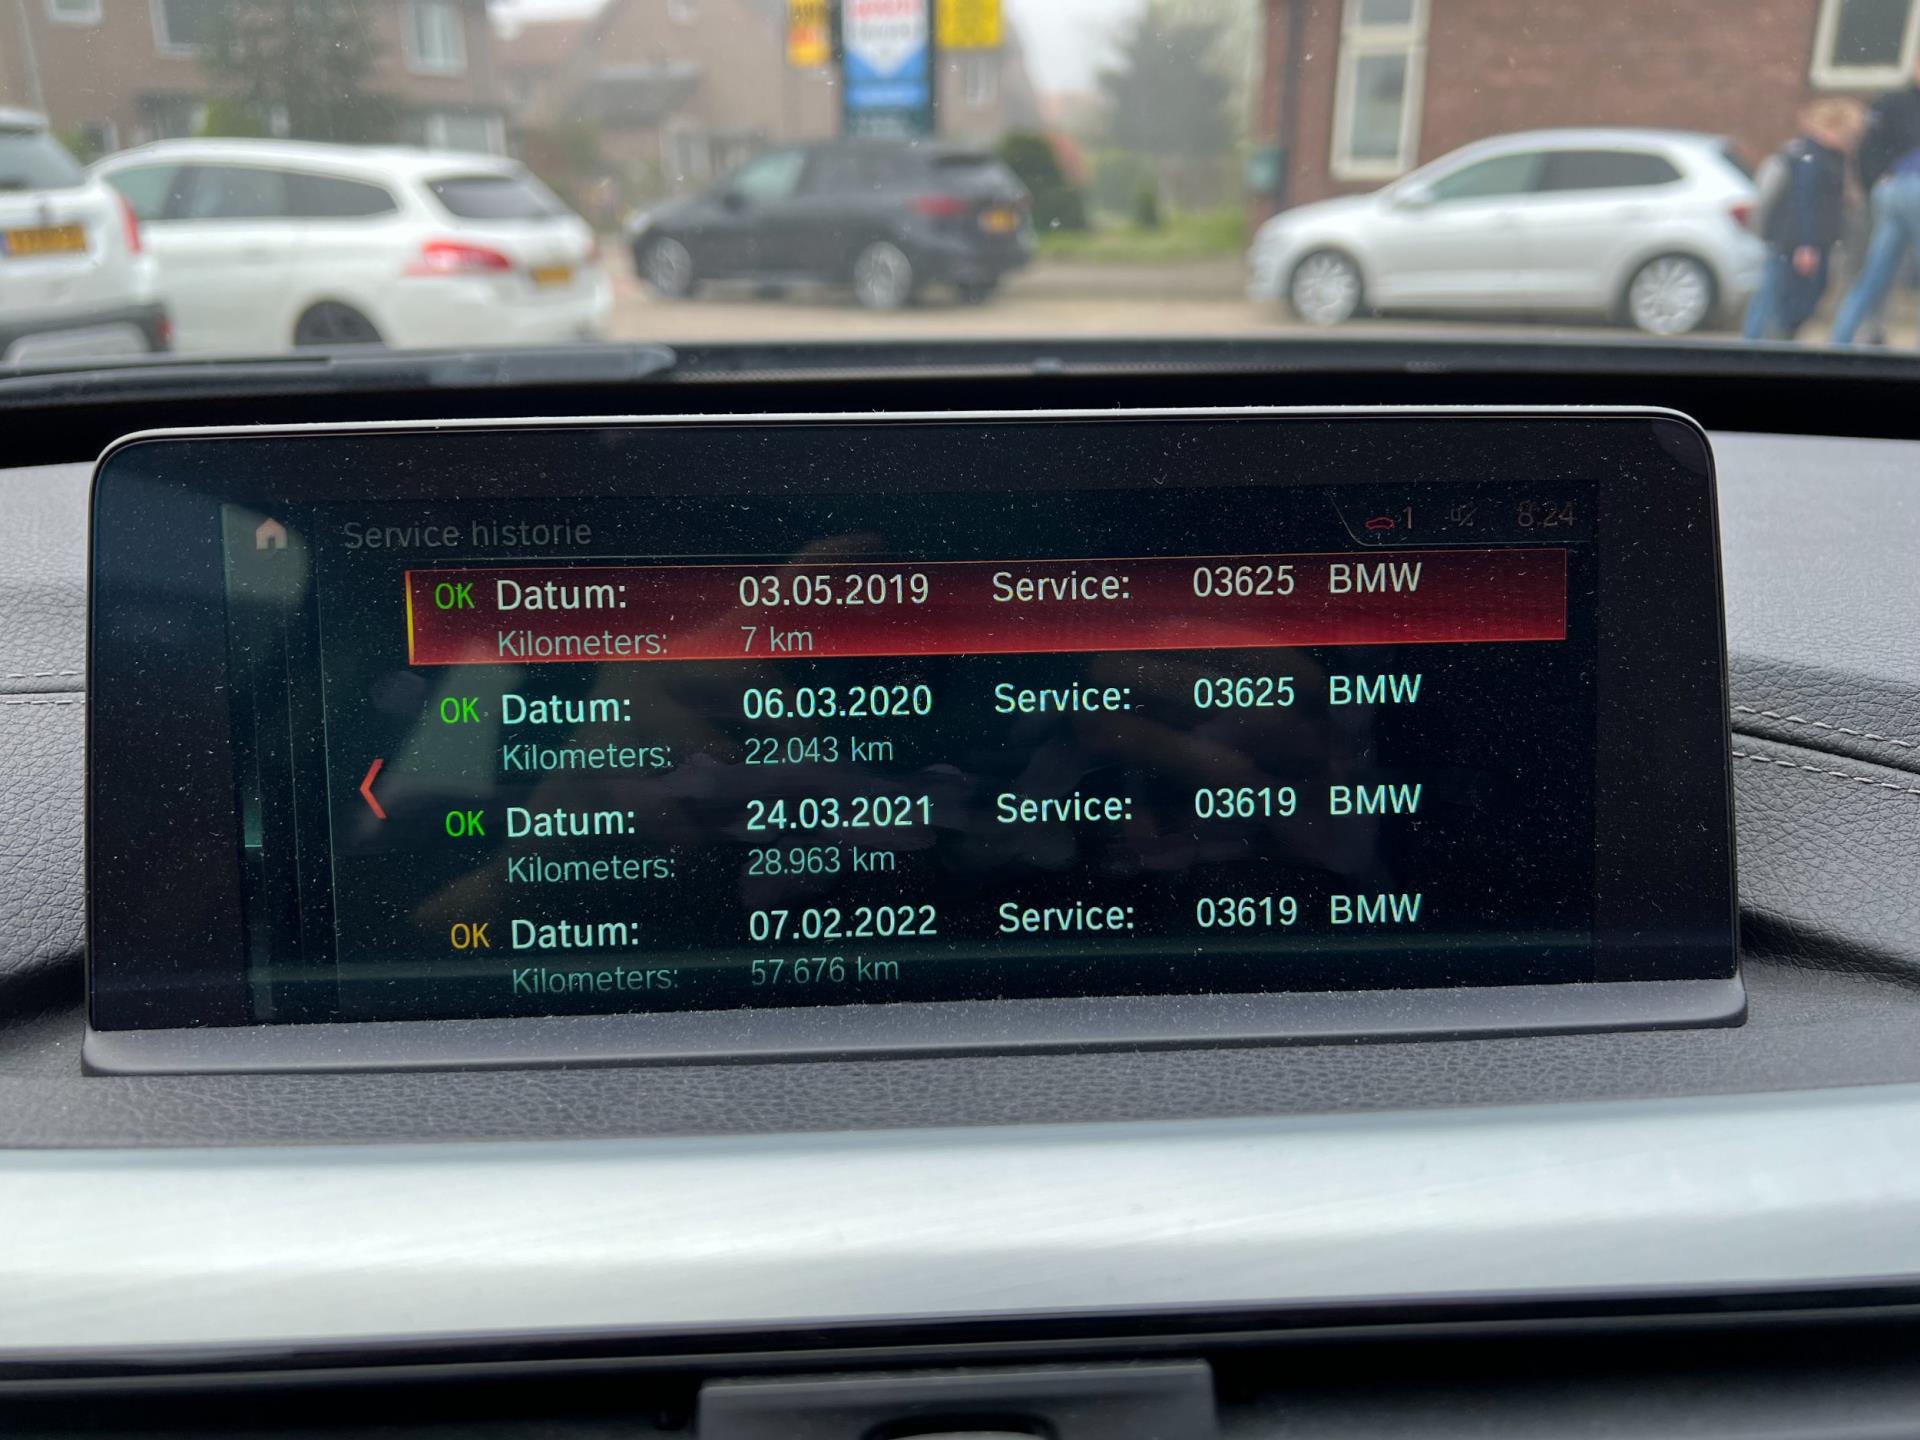 Service historie 1 8:24
OK Datum: 03.05.2019 Service: 03625 BMW
Kilometers: 7 km
OK Datum: 06.03.2020 Service: 03625 BMW
Kilometers: 22.043 km
OK Datum: 24.03.2021 Service: 03619 BMW
Kilometers: 28.963 km
OK Datum: 07.02.2022 Service: 03619 BMW
Kilometers: 57.676 km